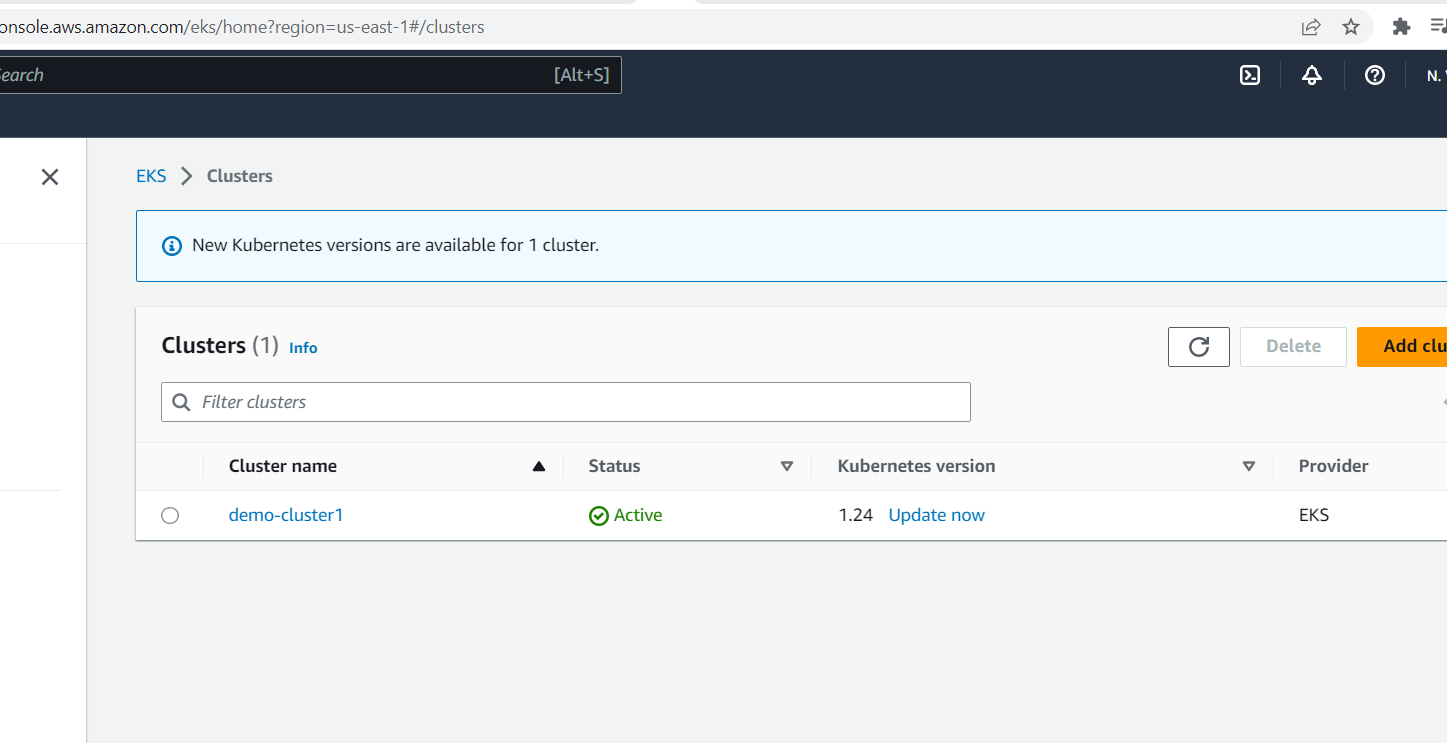 onsole.aws.amazon.com/eks/home?region=us-east-1#/clusters
Search [Alt+S] N.
EKS Clusters
New Kubernetes versions are available for 1 cluster.
Clusters (1) Info Delete Add clu
Filter clusters
Cluster name Status Kubernetes version Provider
demo-cluster1 Active 1.24 Update now EKS